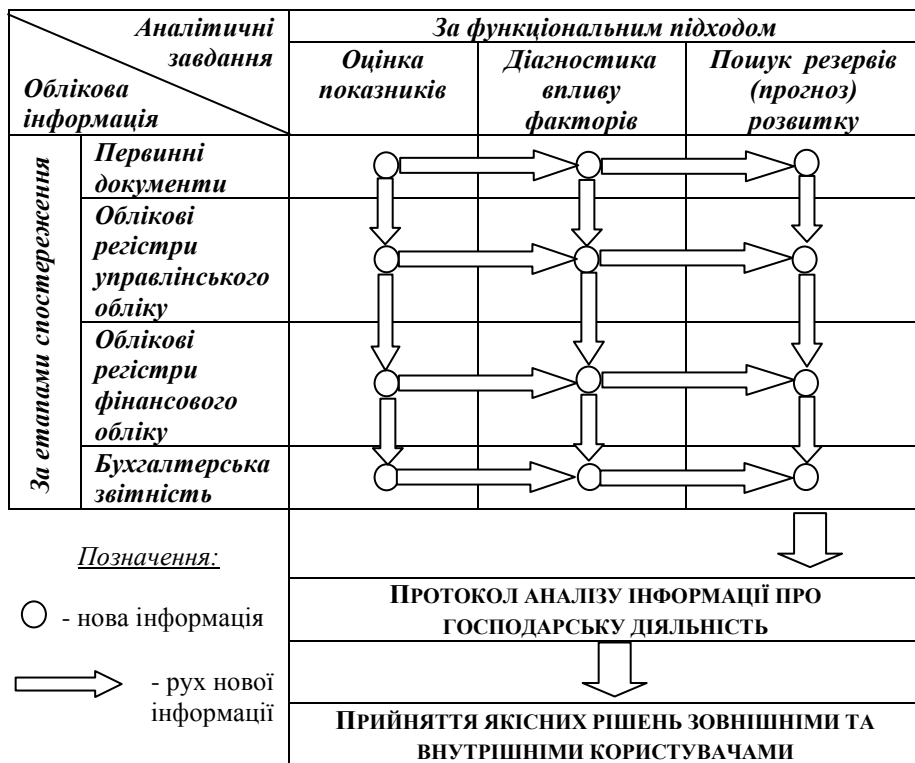 Аналітичні
завдання
Облікова
інформація
За функціональним підходом
Оцінка
показників
Діагностика
впливу
факторів
Пошук резервів
(прогноз)
розвитку
За етапами спостереження
Первинні
документи
Облікові
регістри
управлінського
обліку
Облікові
регістри
фінансового
обліку
Бухгалтерська
звітність
Позначення:
- нова інформація
- рух нової
інформації
ПРОТОКОЛ АНАЛІЗУ ІНФОРМАЦІЇ ПРО
ГОСПОДАРСЬКУ ДІЯЛЬНІСТЬ
ПРИЙНЯТТЯ ЯКІСНИХ РІШЕНЬ ЗОВНІШНІМИ ТА
ВНУТРІШНІМИ КОРИСТУВАЧАМИ